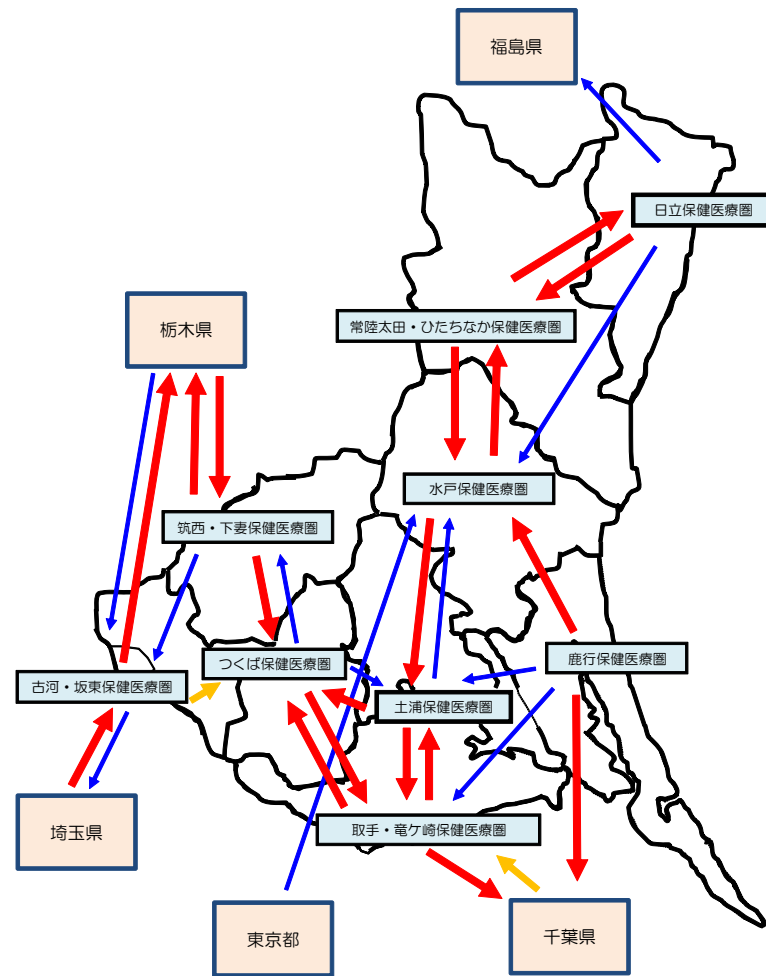 福島県
日立保健医療圏
栃木県
常陸太田・ひたちなか保健医療圏
水戸保健医療圏
筑西・下妻保健医療圏
つくば保健医療圏
鹿行保健医療圏
古河・坂東保健医療圏
土浦保健医療圏
埼玉県
取手・竜ケ崎保健医療圏
東京都
千葉県